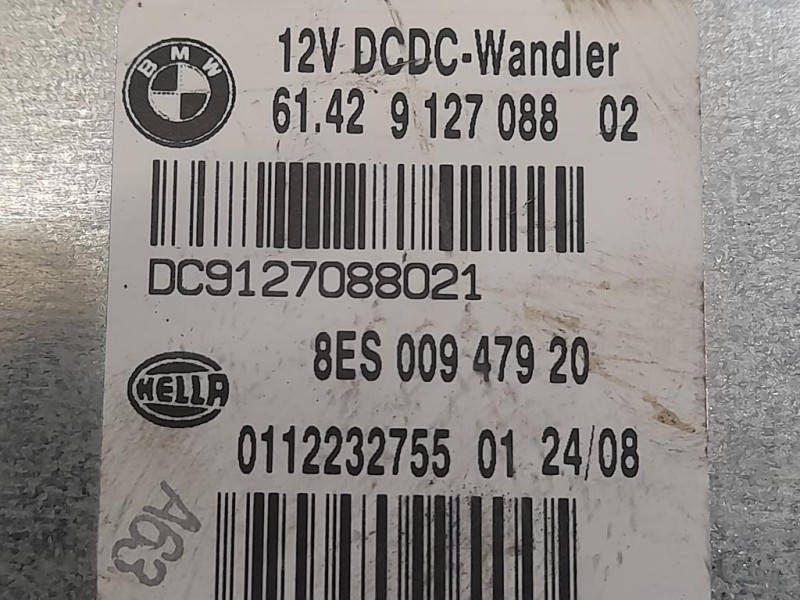 BMW
12V DCDC-Wandler
61.42 9 127 088 02
DC9127088021
8ES 009 479 20
HELLA
0112232755 01 24/08
A63